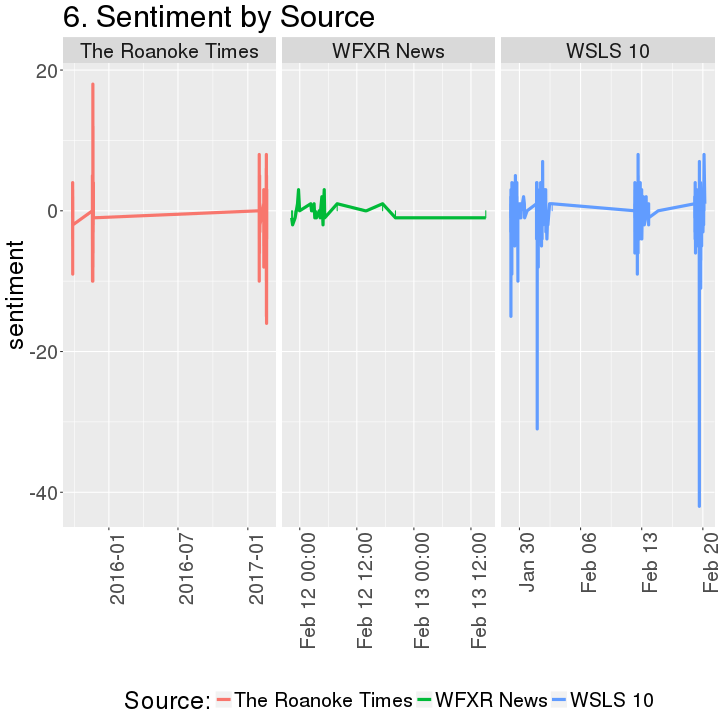 6. Sentiment by Source
The Roanoke Times WFXR News WSLS 10
sentiment
20
0
-20
-40
2016-01 2016-07 2017-01 Feb 12 00:00 Feb 12 12:00 Feb 13 00:00 Feb 13 12:00 Jan 30 Feb 06 Feb 13 Feb 20
Source: The Roanoke Times WFXR News WSLS 10